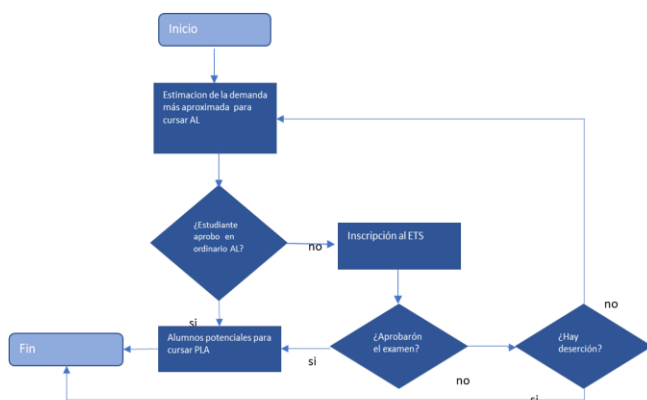 Inicio
Estimacion de la demanda
más aproximada para
cursar AL
¿Estudiante
aprobo en
ordinario AL?
no
Inscripción al ETS
si
Alumnos potenciales para
cursar PLA
Fin
si
¿Aprobarón
el examen?
no
¿Hay
deserción?
no
si